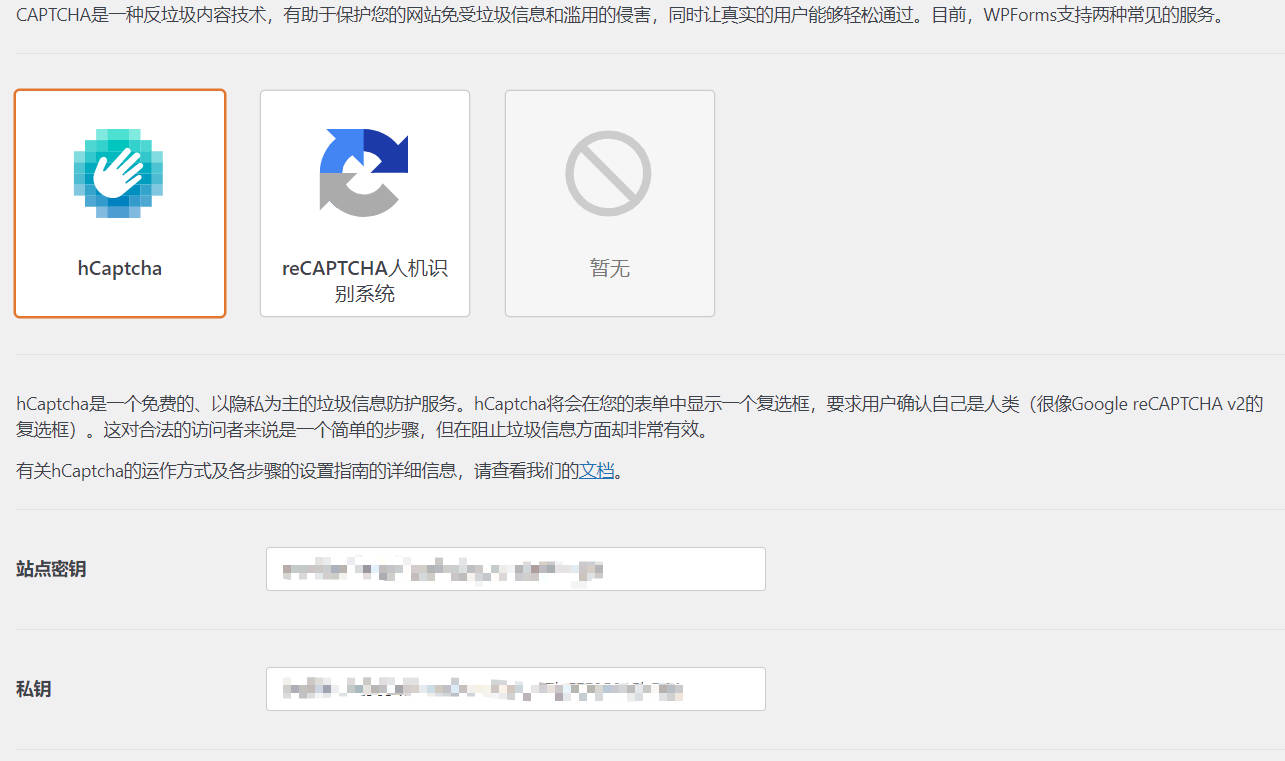 CAPTCHA是一种反垃圾内容技术，有助于保护您的网站免受垃圾信息和滥用的侵害，同时让真实的用户能够轻松通过。目前，WPForms支持两种常见的服务。
hCaptcha
reCAPTCHA人机识
别系统
暂无
hCaptcha是一个免费的、以隐私为主的垃圾信息防护服务。hCaptcha将会在您的表单中显示一个复选框，要求用户确认自己是人类（很像Google reCAPTCHA v2的
复选框）。这对合法的访问者来说是一个简单的步骤，但在阻止垃圾信息方面却非常有效。
有关hCaptcha的运作方式及各步骤的设置指南的详细信息，请查看我们的文档。
站点密钥
私钥